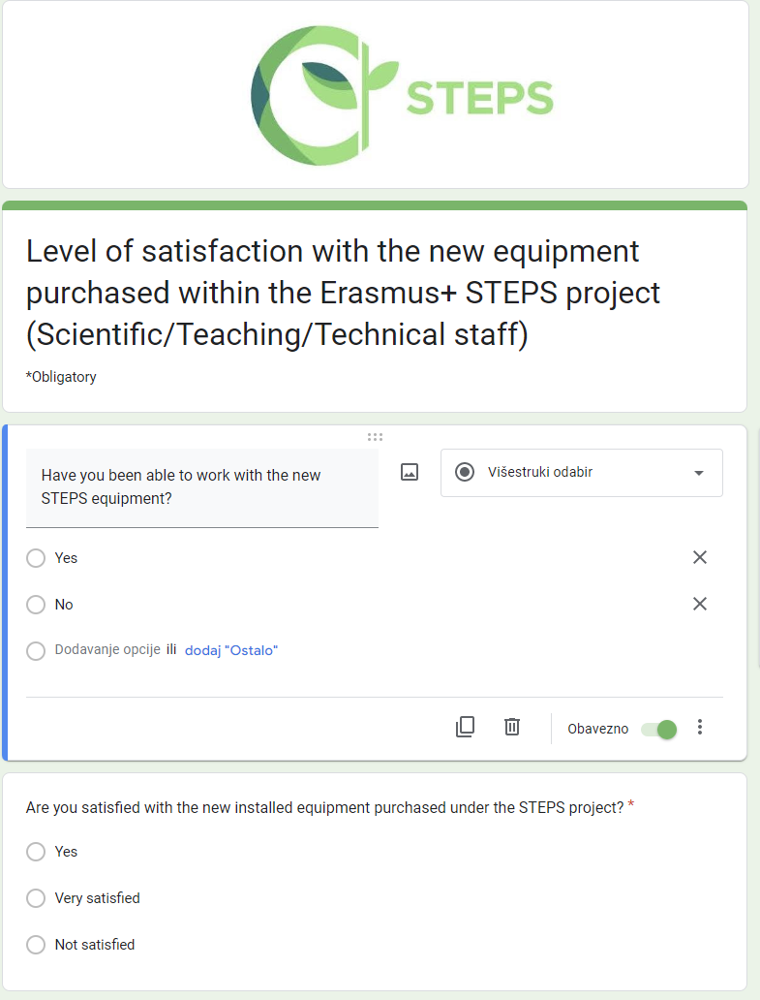 STEPS
Level of satisfaction with the new equipment
purchased within the Erasmus+ STEPS project
(Scientific/Teaching/Technical staff)
*Obligatory
Have you been able to work with the new
STEPS equipment?
Višestruki odabir
Yes
No
Dodavanje opcije ili dodaj "Ostalo"
Obavezno
Are you satisfied with the new installed equipment purchased under the STEPS project? *
Yes
Very satisfied
Not satisfied